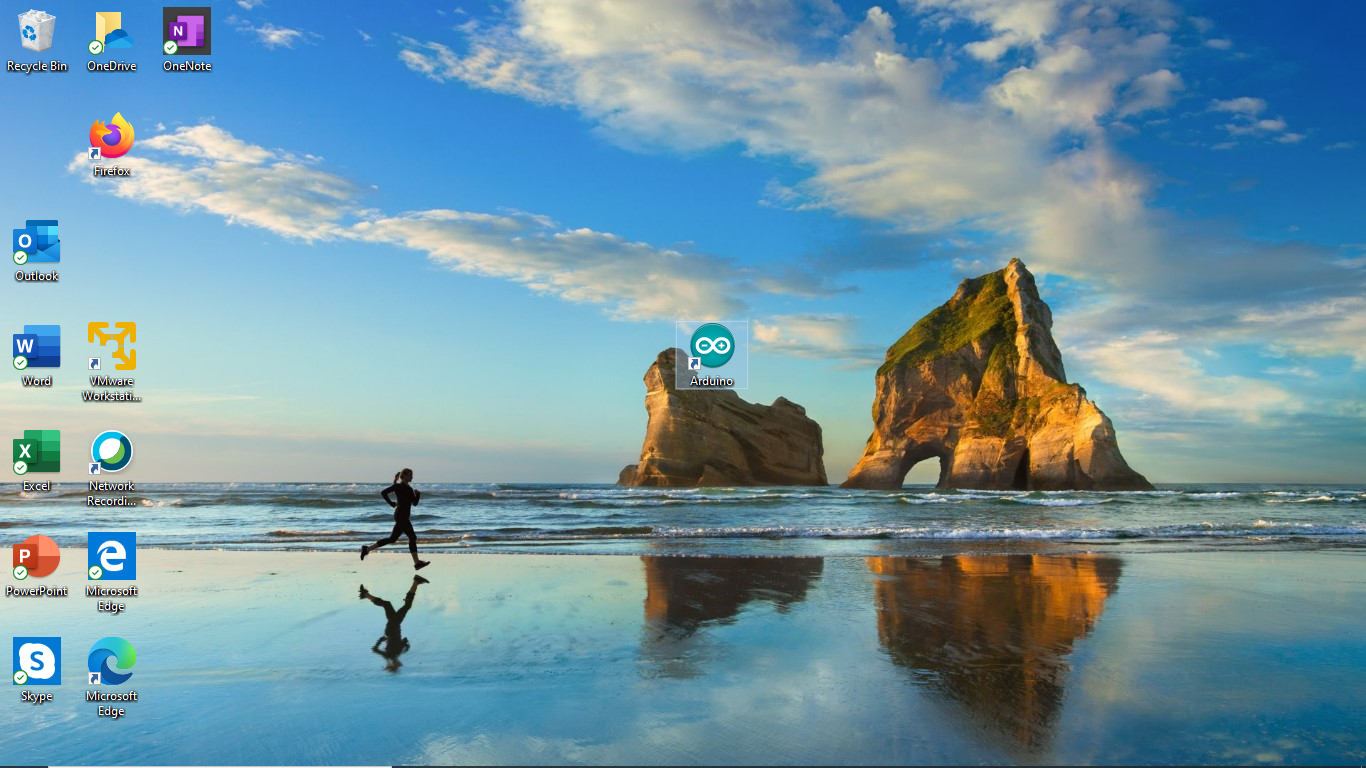 Recycle Bin
OneDrive
OneNote
N
Firefox
O
Outlook
W
Word
VMware
Workstati...
Arduino
X
Excel
Network
Recordi...
P
PowerPoint
Microsoft
Edge
S
Skype
Microsoft
Edge